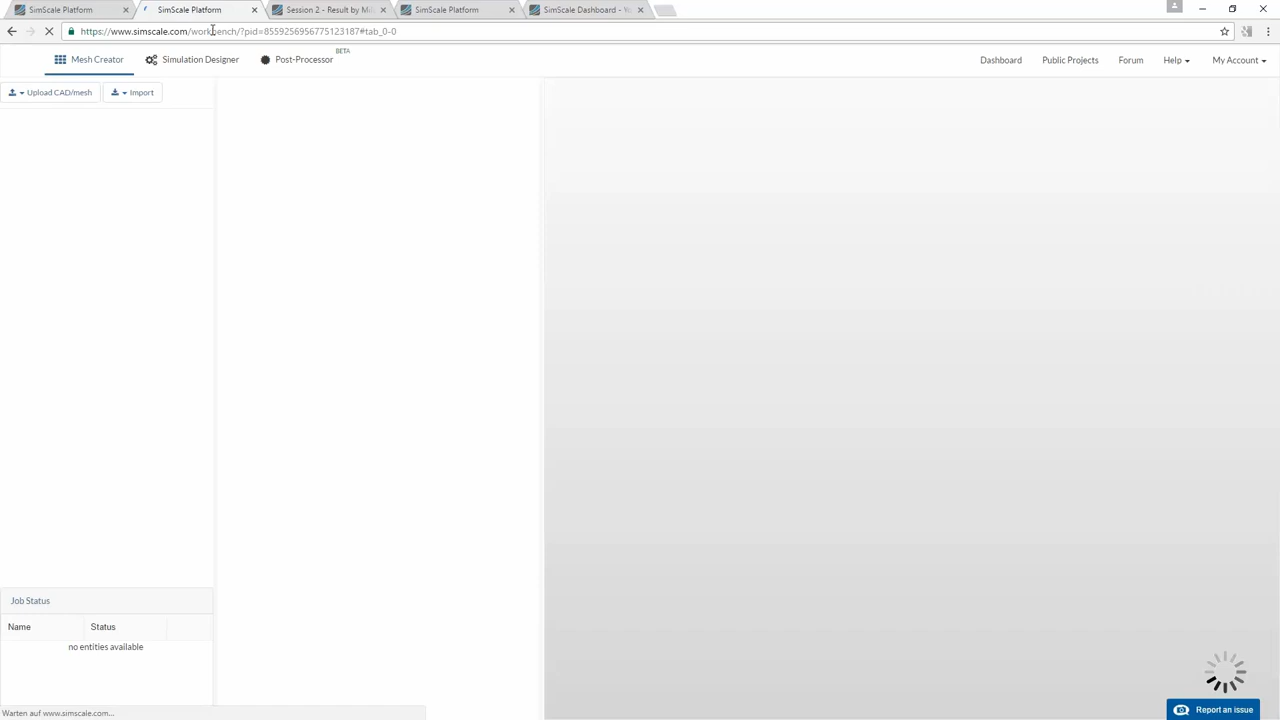 SimScale Platform
SimScale Platform
Session 2 - Result by Mil
SimScale Platform
SimScale Dashboard -
https://www.simscale.com/workbench/?pid=8559256956775123187#tab_0-0
Mesh Creator
Simulation Designer
Post-Processor
BETA
Dashboard
Public Projects
Forum
Help
My Account
Upload CAD/mesh
Import
Job Status
Name
Status
no entities available
Warten auf www.simscale.com...
Report an issue